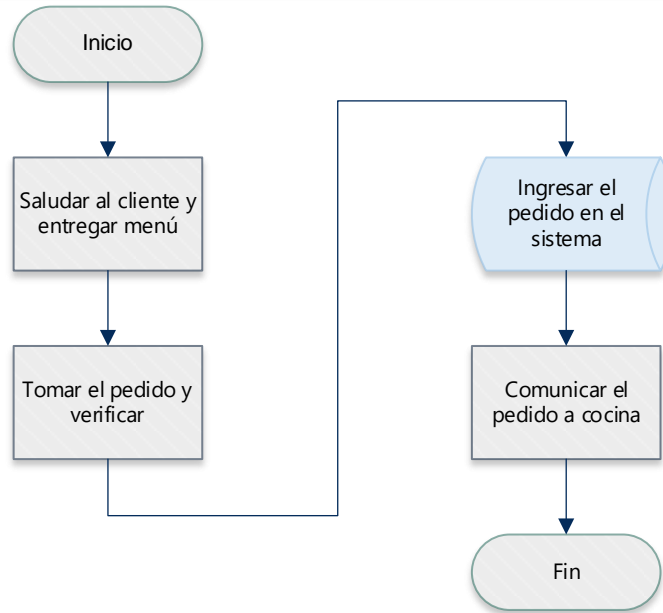 Inicio
Saludar al cliente y
entregar menú
Tomar el pedido y
verificar
Ingresar el
pedido en el
sistema
Comunicar el
pedido a cocina
Fin